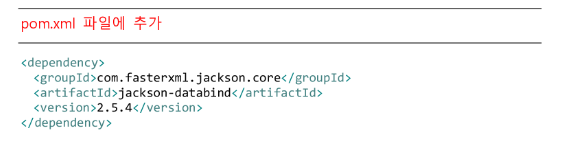 pom.xml 파일에 추가
<dependency>
  <groupId>com.fasterxml.jackson.core</groupId>
  <artifactId>jackson-databind</artifactId>
  <version>2.5.4</version>
</dependency>